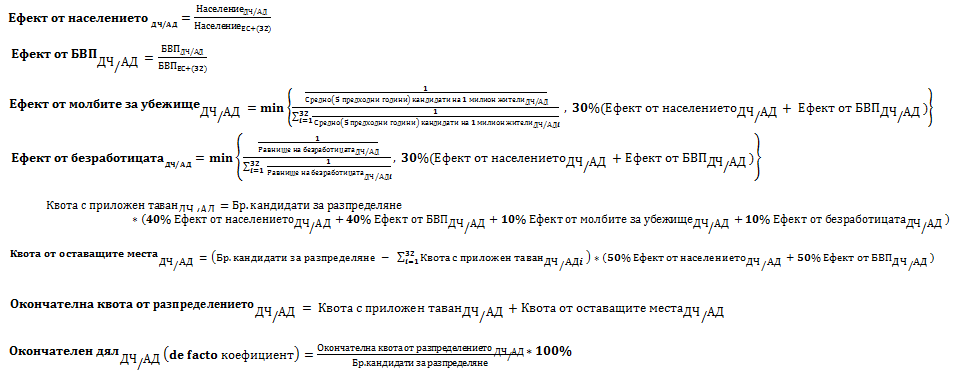 Ефект от населението ДЧ/АД = Население ДЧ/АД / Население ЕС+(32)
Ефект от БВП ДЧ/АД = БВП ДЧ/АД / БВП ЕС+(32)
Ефект от молбите за убежище ДЧ/АД = min { 1 / Средно(5 предходни години) кандидати на 1 милион жители ДЧ/АД / ∑ i=1 32 1 / Средно(5 предходни години) кандидати на 1 милион жители ДЧ/АДi , 30%(Ефект от населението ДЧ/АД + Ефект от БВП ДЧ/АД ) }
Ефект от безработицата ДЧ/АД = min { 1 / Равнище на безработицата ДЧ/АД / ∑ i=1 32 1 / Равнище на безработицата ДЧ/АДi , 30%(Ефект от населението ДЧ/АД + Ефект от БВП ДЧ/АД ) }
Квота с приложен таван ДЧ/АД = Бр. кандидати за разпределяне
∗ (40% Ефект от населението ДЧ/АД + 40% Ефект от БВП ДЧ/АД + 10% Ефект от молбите за убежище ДЧ/АД + 10% Ефект от безработицата ДЧ/АД )
Квота от оставащите места ДЧ/АД = (Бр. кандидати за разпределяне − ∑ i=1 32 Квота с приложен таван ДЧ/АДi ) ∗ (50% Ефект от населението ДЧ/АД + 50% Ефект от БВП ДЧ/АД )
Окончателна квота от разпределението ДЧ/АД = Квота с приложен таван ДЧ/АД + Квота от оставащите места ДЧ/АД
Окончателен дял ДЧ/АД (de facto коефициент) = Окончателна квота от разпределението ДЧ/АД / Бр.кандидати за разпределяне ∗ 100%